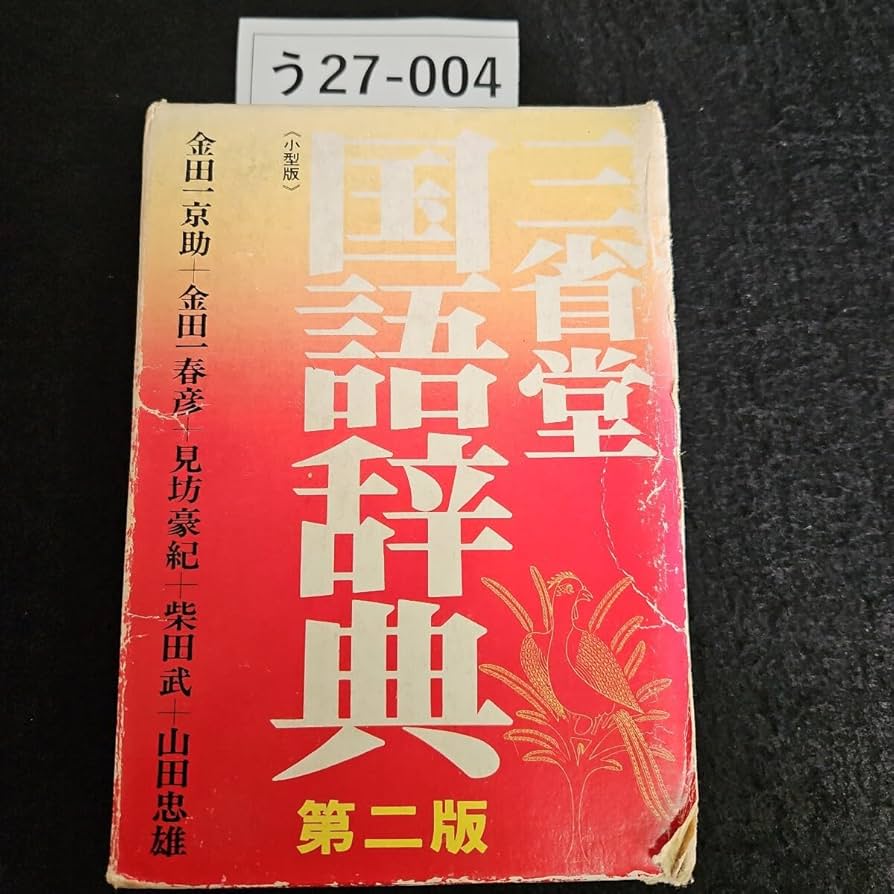 う27-004
三省堂
国語辞典
〈小型版〉
第二版
金田一京助+金田一春彦+見坊豪紀+柴田武+山田忠雄